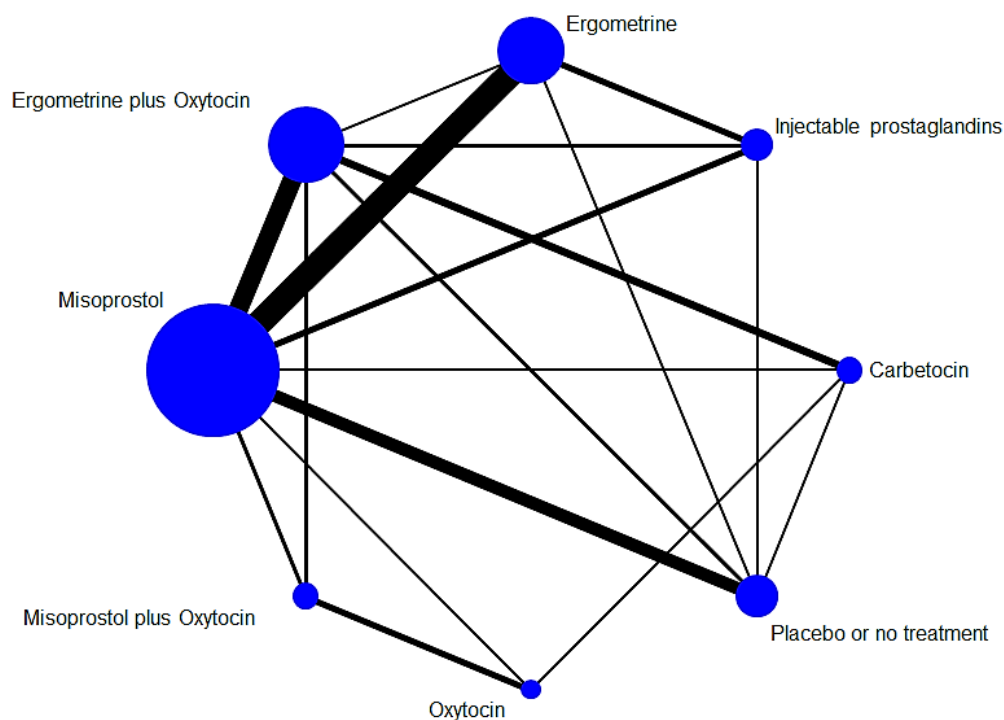 Ergometrine
Ergometrine plus Oxytocin
Injectable prostaglandins
Misoprostol
Carbetocin
Misoprostol plus Oxytocin
Placebo or no treatment
Oxytocin